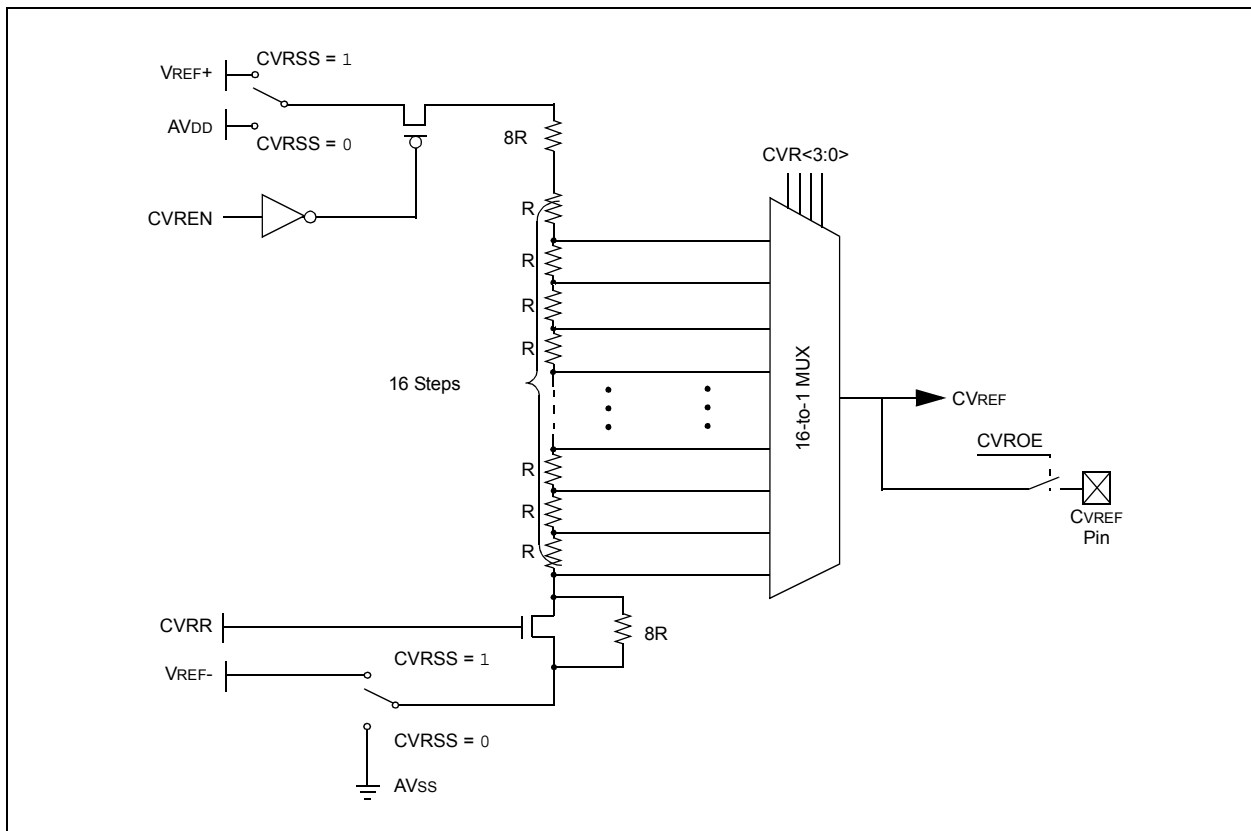 CVRSS = 1
VREF+
AVDD
CVRSS = 0
8R
CVR<3:0>
CVREN
R
R
R
R
16 Steps
16-to-1 MUX
CVREF
CVROE
R
R
R
CVREF
Pin
CVRR
8R
CVRSS = 1
VREF-
CVRSS = 0
AVSS